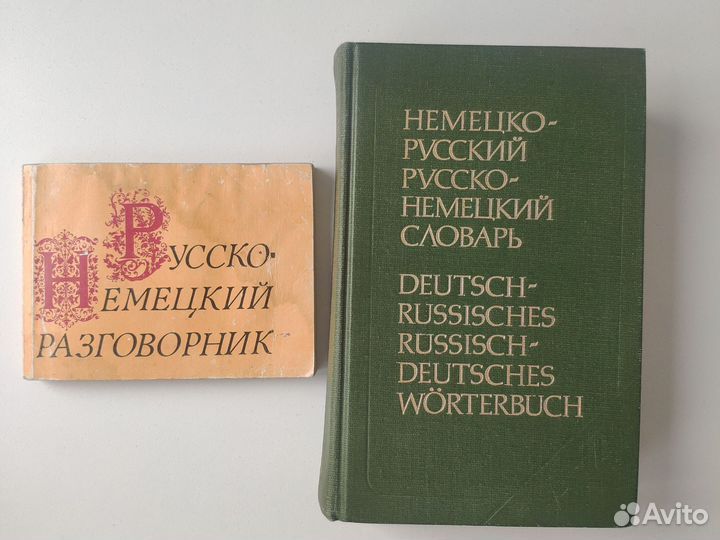 РУССКО-
НЕМЕЦКИЙ
РАЗГОВОРНИК
НЕМЕЦКО-
РУССКИЙ
РУССКО-
НЕМЕЦКИЙ
СЛОВАРЬ
DEUTSCH-
RUSSISCHES
RUSSISCH-
DEUTSCHES
WÖRTERBUCH
Avito